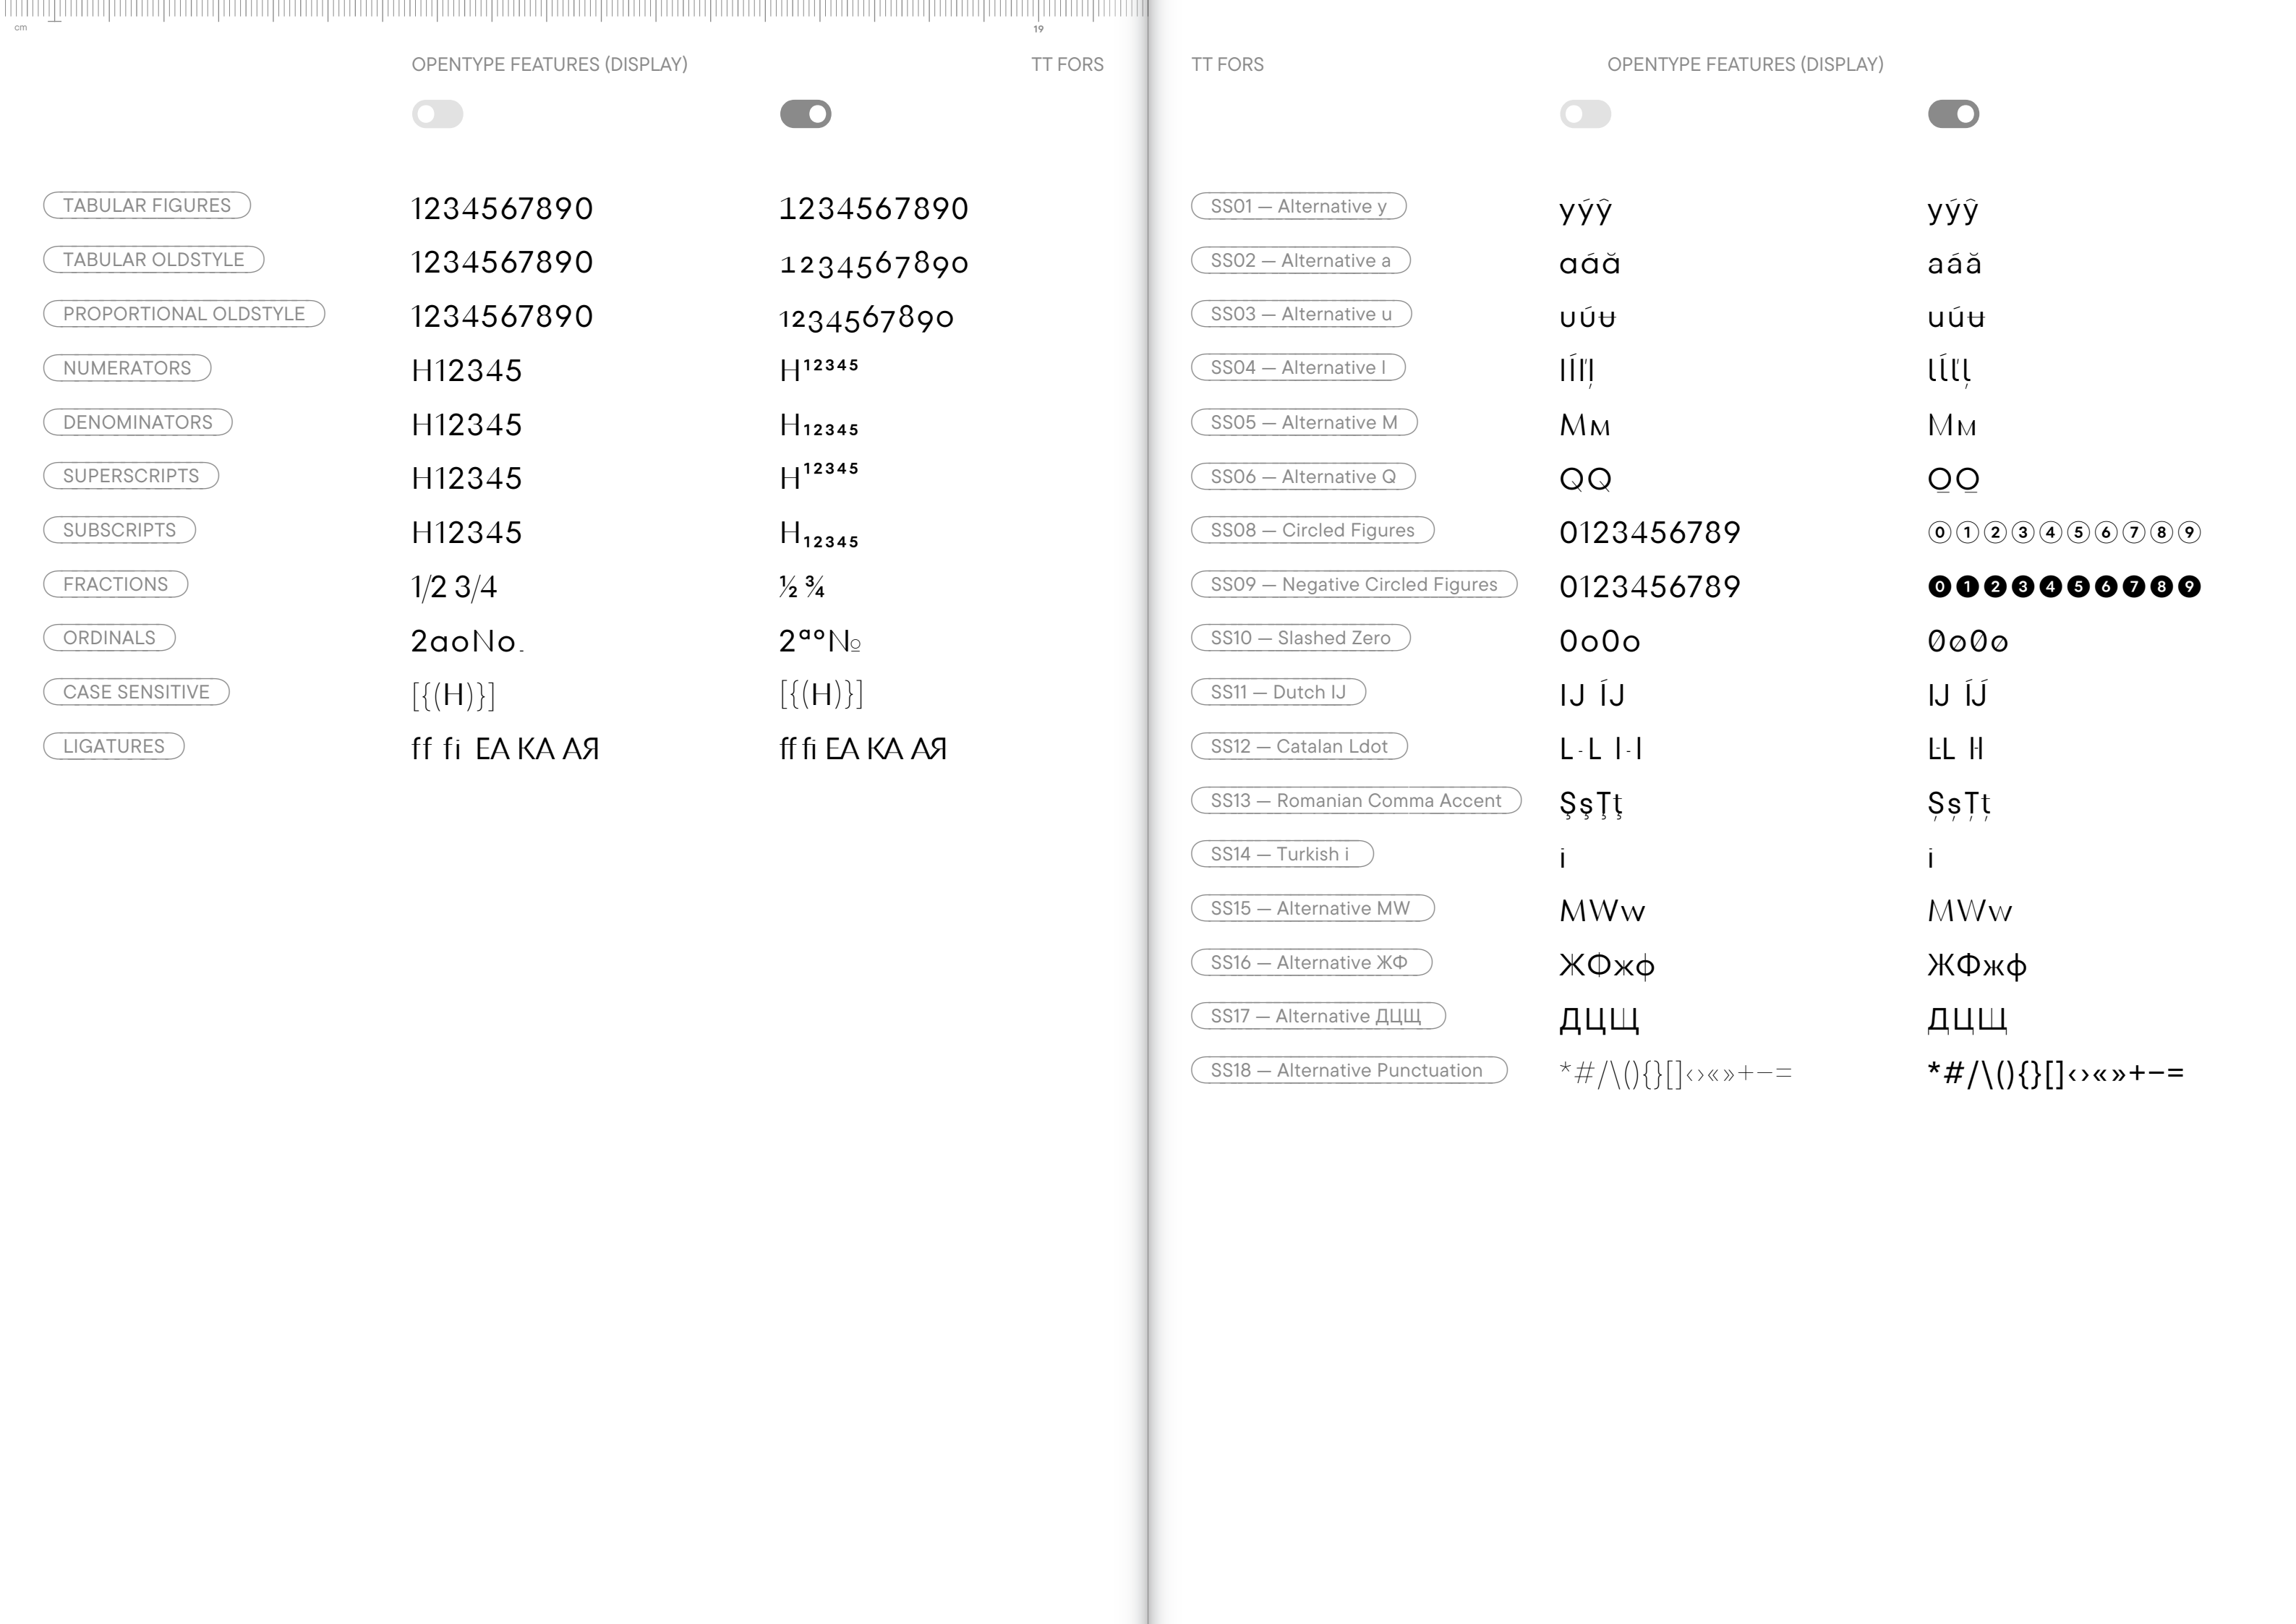 cm
19
OPENTYPE FEATURES (DISPLAY) TT FORS
TABULAR FIGURES 1234567890 1234567890
TABULAR OLDSTYLE 1234567890 1234567890
PROPORTIONAL OLDSTYLE 1234567890 1234567890
NUMERATORS H12345 H¹²³⁴⁵
DENOMINATORS H12345 H₁₂₃₄₅
SUPERSCRIPTS H12345 H¹²³⁴⁵
SUBSCRIPTS H12345 H₁₂₃₄₅
FRACTIONS 1/2 3/4 ½ ¾
ORDINALS 2aoNo. 2ªº№
CASE SENSITIVE [{(H)}] [{(H)}]
LIGATURES ff fi EA KA AЯ ff fi EA KA AЯ
TT FORS OPENTYPE FEATURES (DISPLAY)
SS01 — Alternative y yýŷ yýŷ
SS02 — Alternative a aáă aáă
SS03 — Alternative u uúʉ uúʉ
SS04 — Alternative l lĺľļ lĺľļ
SS05 — Alternative M Мм Мм
SS06 — Alternative Q QQ QQ
SS08 — Circled Figures 0123456789 ⓪①②③④⑤⑥⑦⑧⑨
SS09 — Negative Circled Figures 0123456789 ⓿❶❷❸❹❺❻❼❽❾
SS10 — Slashed Zero 0o0o 0ø0ø
SS11 — Dutch IJ IJ ÍJ IJ ÍJ́
SS12 — Catalan Ldot L·L l·l L·L l·l
SS13 — Romanian Comma Accent ŞşŢţ ȘșȚț
SS14 — Turkish i i i
SS15 — Alternative MW MWw MWw
SS16 — Alternative ЖФ ЖФжф ЖФжф
SS17 — Alternative ДЦЩ ДЦЩ ДЦЩ
SS18 — Alternative Punctuation *#/\(){}[]‹›«»+−= *#/\(){}[]‹›«»+−=